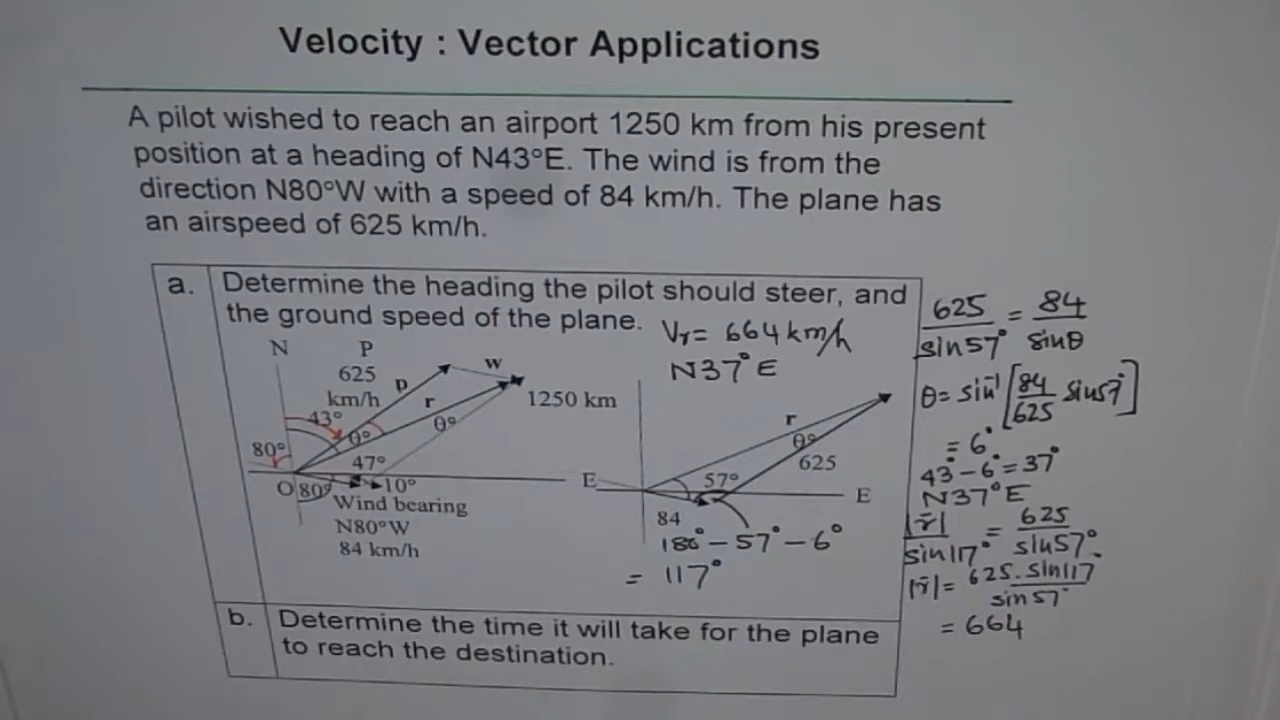 Velocity : Vector Applications
A pilot wished to reach an airport 1250 km from his present
position at a heading of N43°E. The wind is from the
direction N80°W with a speed of 84 km/h. The plane has
an airspeed of 625 km/h.
a. Determine the heading the pilot should steer, and
the ground speed of the plane.
Vr = 664 km/h
N37°E
N
P
625
km/h
p
w
r
1250 km
43°
θ°
θ°
80°
47°
O
80°
10°
E
Wind bearing
N80°W
84 km/h
r
θ°
625
57°
E
84
180° - 57° - 6°
= 117°
625/sin57° = 84/sinθ
θ = sin⁻¹[84/625 sin57°]
= 6°
43° - 6° = 37°
N37°E
|r̄|/sin117° = 625/sin57°
|r̄| = 625.sin117°/sin57°
= 664
b. Determine the time it will take for the plane
to reach the destination.